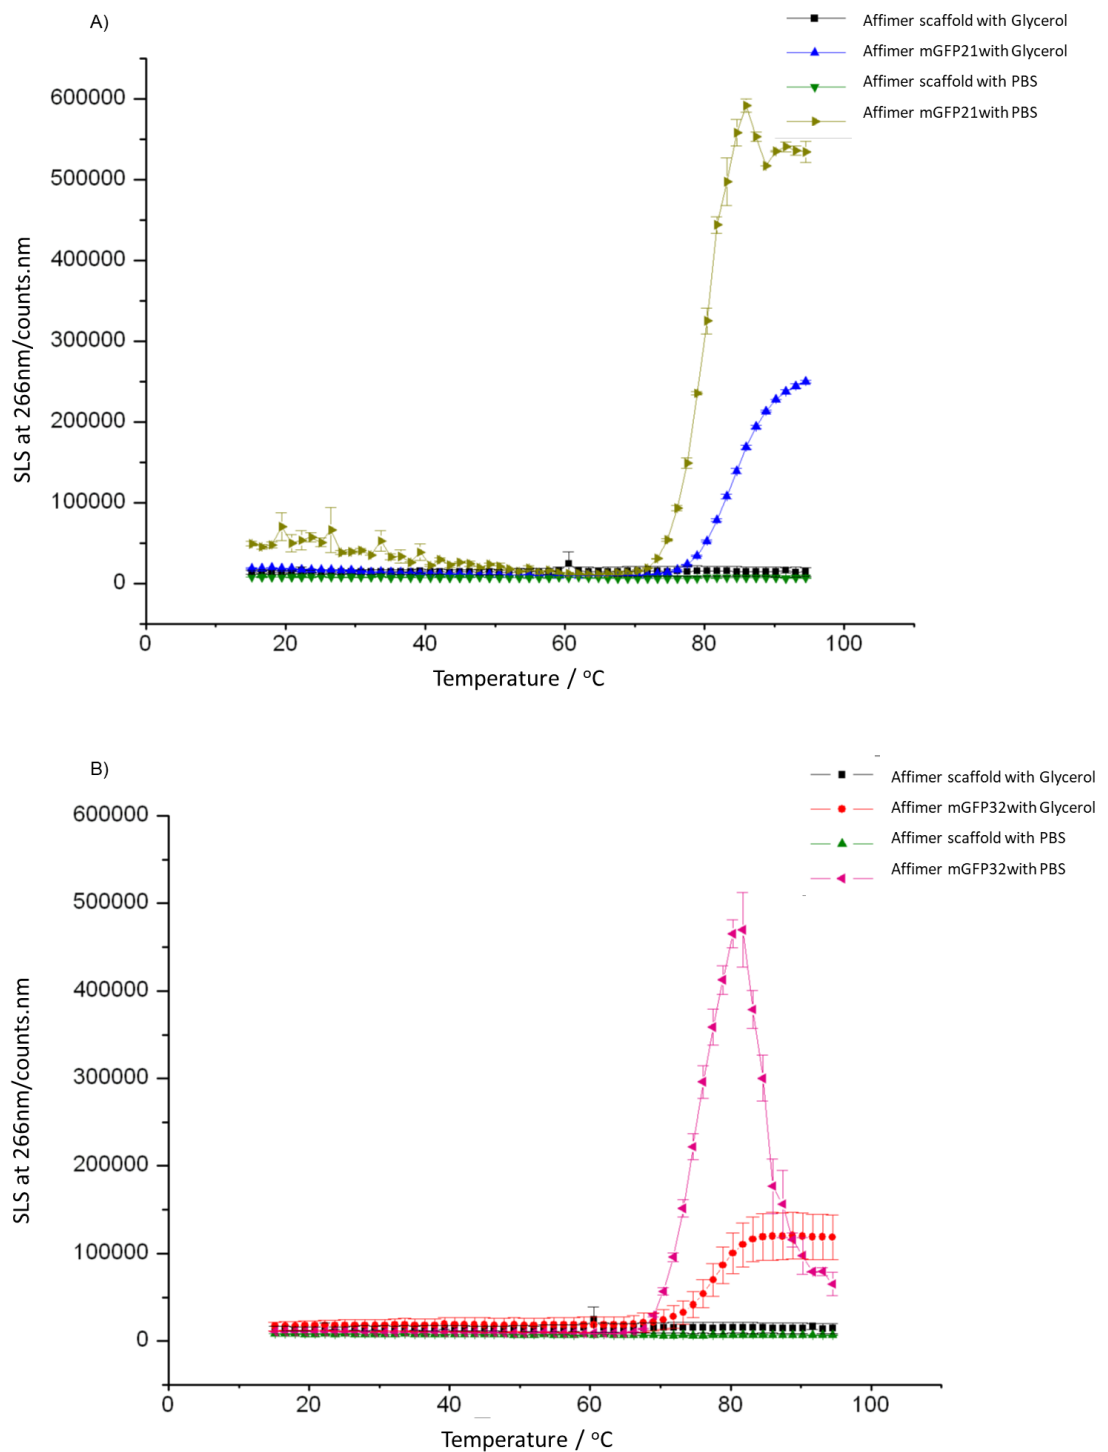 A)
Affimer scaffold with Glycerol
Affimer mGFP21with Glycerol
Affimer scaffold with PBS
Affimer mGFP21with PBS
600000
500000
400000
300000
200000
100000
0
SLS at 266nm/counts.nm
0 20 40 60 80 100
Temperature / °C
B)
Affimer scaffold with Glycerol
Affimer mGFP32with Glycerol
Affimer scaffold with PBS
Affimer mGFP32with PBS
600000
500000
400000
300000
200000
100000
0
SLS at 266nm/counts.nm
0 20 40 60 80 100
Temperature / °C